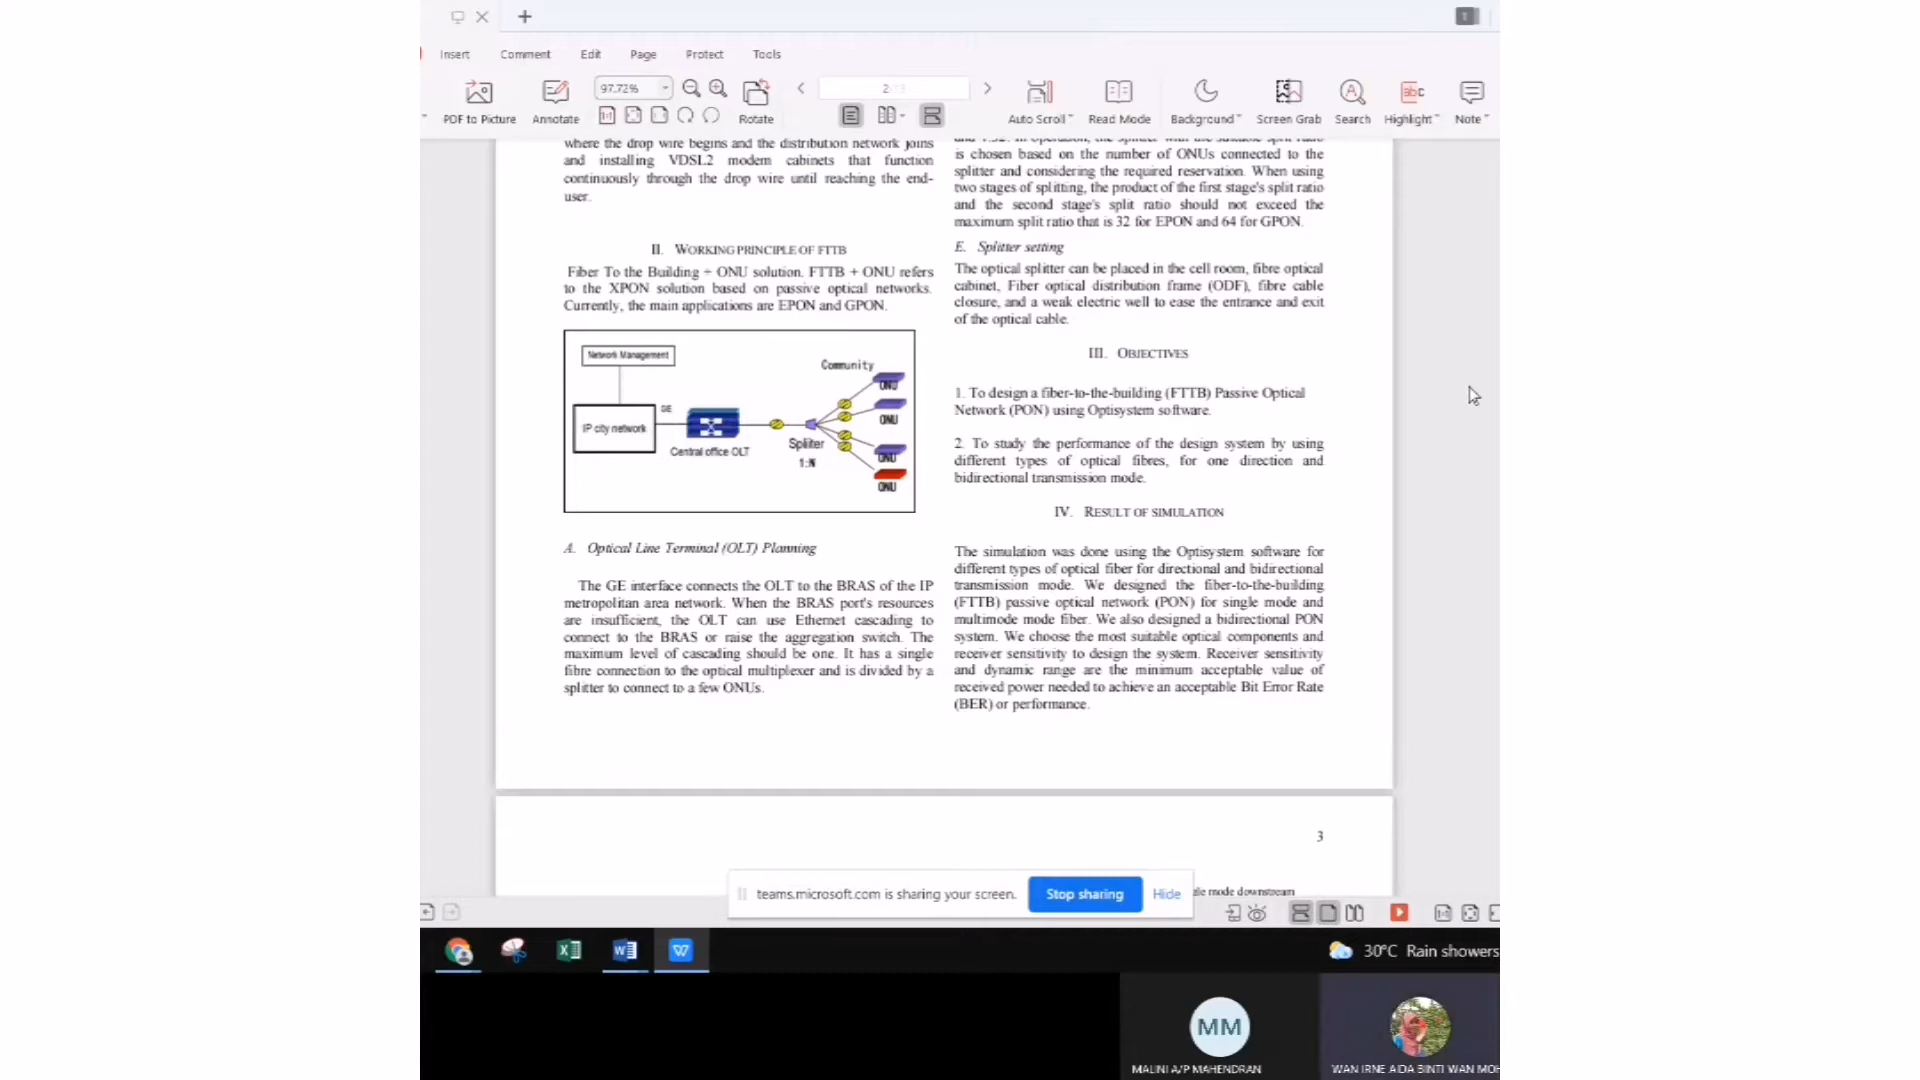 Insert Comment Edit Page Protect Tools
97.72%
PDF to Picture Annotate Rotate Auto Scroll Read Mode Background Screen Grab Search Highlight Note
where the drop wire begins and the distribution network joins
and installing VDSL2 modem cabinets that function
continuously through the drop wire until reaching the end-
user.
II. WORKING PRINCIPLE OF FTTB
Fiber To the Building + ONU solution. FTTB + ONU refers
to the XPON solution based on passive optical networks.
Currently, the main applications are EPON and GPON.
Network Management
Community
ONU
GE
ONU
IP city network
Central office OLT
Spliter
1:N
ONU
ONU
A. Optical Line Terminal (OLT) Planning
The GE interface connects the OLT to the BRAS of the IP
metropolitan area network. When the BRAS port's resources
are insufficient, the OLT can use Ethernet cascading to
connect to the BRAS or raise the aggregation switch. The
maximum level of cascading should be one. It has a single
fibre connection to the optical multiplexer and is divided by a
splitter to connect to a few ONUs.
is chosen based on the number of ONUs connected to the
splitter and considering the required reservation. When using
two stages of splitting, the product of the first stage's split ratio
and the second stage's split ratio should not exceed the
maximum split ratio that is 32 for EPON and 64 for GPON.
E. Splitter setting
The optical splitter can be placed in the cell room, fibre optical
cabinet, Fiber optical distribution frame (ODF), fibre cable
closure, and a weak electric well to ease the entrance and exit
of the optical cable.
III. OBJECTIVES
1. To design a fiber-to-the-building (FTTB) Passive Optical
Network (PON) using Optisystem software.
2. To study the performance of the design system by using
different types of optical fibres, for one direction and
bidirectional transmission mode.
IV. RESULT OF SIMULATION
The simulation was done using the Optisystem software for
different types of optical fiber for directional and bidirectional
transmission mode. We designed the fiber-to-the-building
(FTTB) passive optical network (PON) for single mode and
multimode mode fiber. We also designed a bidirectional PON
system. We choose the most suitable optical components and
receiver sensitivity to design the system. Receiver sensitivity
and dynamic range are the minimum acceptable value of
received power needed to achieve an acceptable Bit Error Rate
(BER) or performance.
3
mode downstream
teams.microsoft.com is sharing your screen. Stop sharing Hide
30°C Rain showers
MM
MALINI A/P MAHENDRAN
WAN IRNE AIDA BINTI WAN MOH